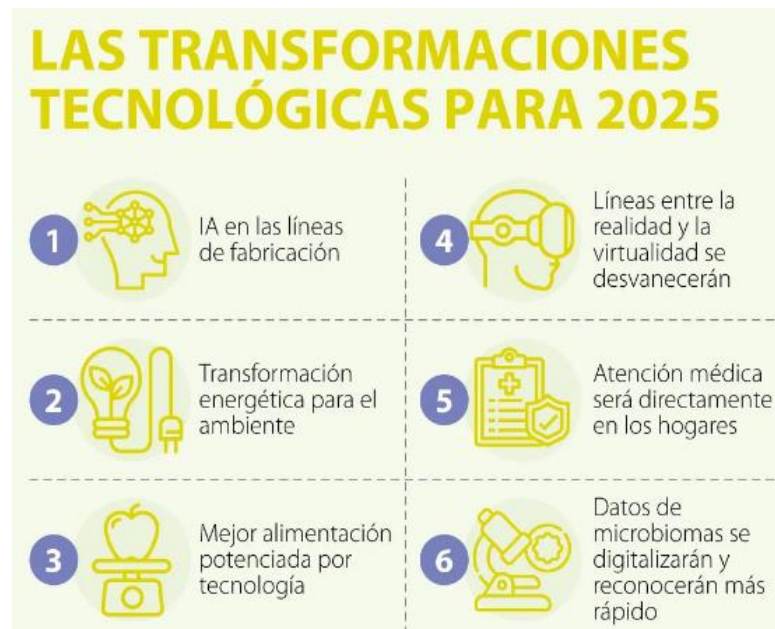 LAS TRANSFORMACIONES
TECNOLÓGICAS PARA 2025
1
IA en las líneas
de fabricación
2
Transformación
energética para el
ambiente
3
Mejor alimentación
potenciada por
tecnología
4
Líneas entre la
realidad y la
virtualidad se
desvanecerán
5
Atención médica
será directamente
en los hogares
6
Datos de
microbiomas se
digitalizarán y
reconocerán más
rápido